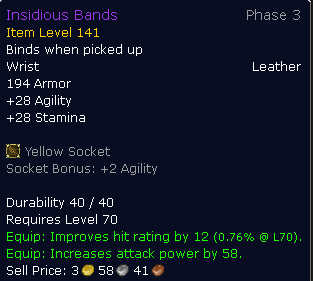 Insidious Bands Phase 3
Item Level 141
Binds when picked up
Wrist Leather
194 Armor
+28 Agility
+28 Stamina
Yellow Socket
Socket Bonus: +2 Agility
Durability 40 / 40
Requires Level 70
Equip: Improves hit rating by 12 (0.76% @ L70).
Equip: Increases attack power by 58.
Sell Price: 3 58 41